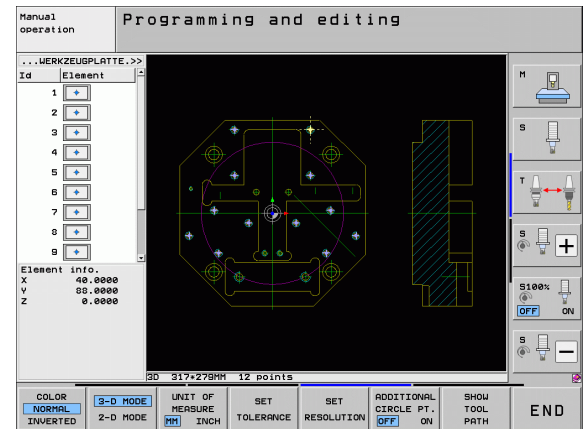 Manual
operation
Programming and editing
...WERKZEUGPLATTE.>>
Id Element
1
2
3
4
5
6
7
8
9
Element info.
X 40.0000
Y 88.0000
Z 0.0000
3D 317*279MM 12 points
M
S
T
S
S100%
OFF ON
S
COLOR
NORMAL
INVERTED
3-D MODE
2-D MODE
UNIT OF
MEASURE
MM INCH
SET
TOLERANCE
SET
RESOLUTION
ADDITIONAL
CIRCLE PT.
OFF ON
SHOW
TOOL
PATH
END